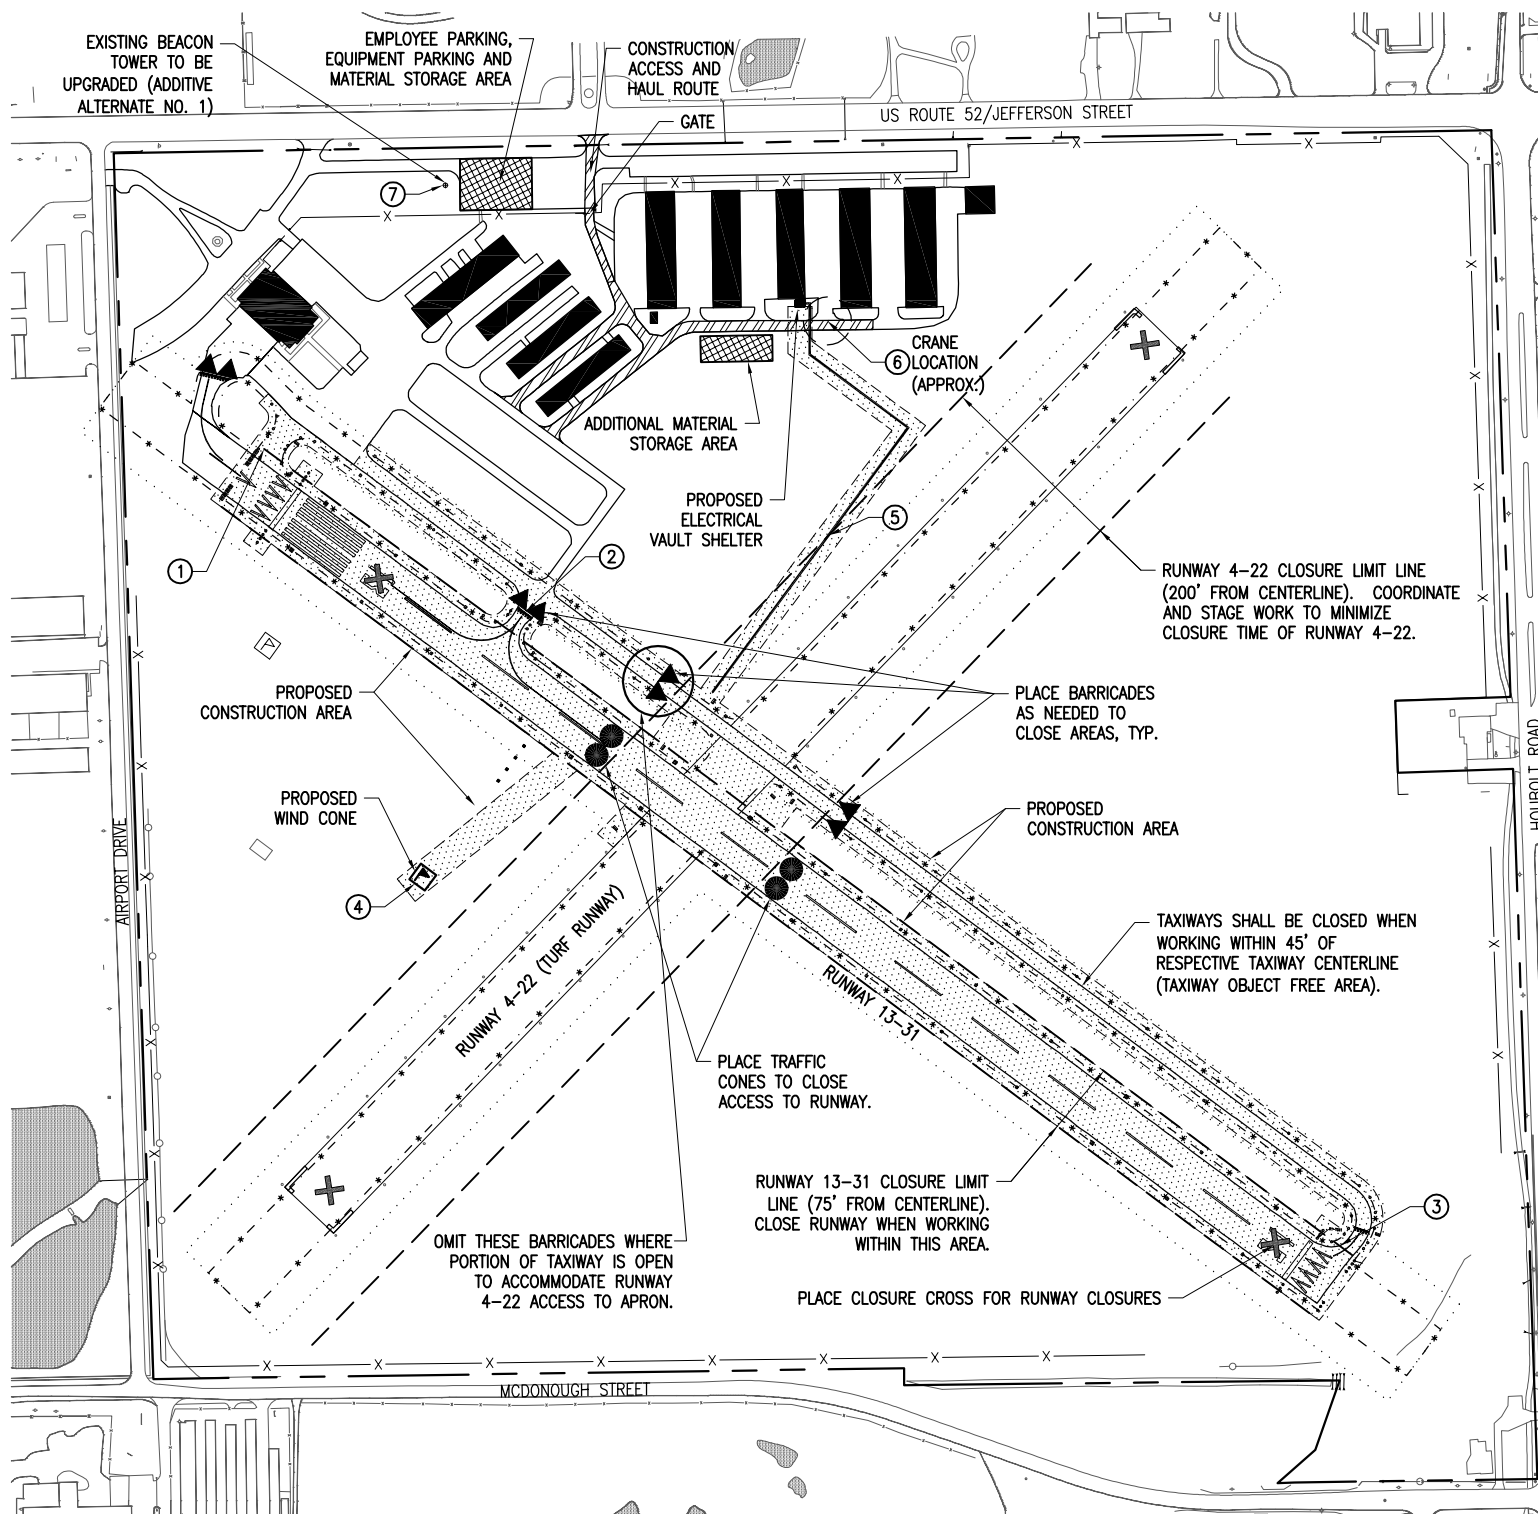 EXISTING BEACON
TOWER TO BE
UPGRADED (ADDITIVE
ALTERNATE NO. 1)
EMPLOYEE PARKING,
EQUIPMENT PARKING AND
MATERIAL STORAGE AREA
CONSTRUCTION
ACCESS AND
HAUL ROUTE
GATE
US ROUTE 52/JEFFERSON STREET
7
CRANE
LOCATION
(APPROX.)
6
ADDITIONAL MATERIAL
STORAGE AREA
PROPOSED
ELECTRICAL
VAULT SHELTER
5
1
2
RUNWAY 4-22 CLOSURE LIMIT LINE
(200' FROM CENTERLINE). COORDINATE
AND STAGE WORK TO MINIMIZE
CLOSURE TIME OF RUNWAY 4-22.
A
PROPOSED
CONSTRUCTION AREA
PLACE BARRICADES
AS NEEDED TO
CLOSE AREAS, TYP.
HOUBOLT ROAD
PROPOSED
WIND CONE
PROPOSED
CONSTRUCTION AREA
AIRPORT DRIVE
4
RUNWAY 4-22 (TURF RUNWAY)
RUNWAY 13-31
TAXIWAYS SHALL BE CLOSED WHEN
WORKING WITHIN 45' OF
RESPECTIVE TAXIWAY CENTERLINE
(TAXIWAY OBJECT FREE AREA).
PLACE TRAFFIC
CONES TO CLOSE
ACCESS TO RUNWAY.
RUNWAY 13-31 CLOSURE LIMIT
LINE (75' FROM CENTERLINE).
CLOSE RUNWAY WHEN WORKING
WITHIN THIS AREA.
3
OMIT THESE BARRICADES WHERE
PORTION OF TAXIWAY IS OPEN
TO ACCOMMODATE RUNWAY
4-22 ACCESS TO APRON.
PLACE CLOSURE CROSS FOR RUNWAY CLOSURES
MCDONOUGH STREET